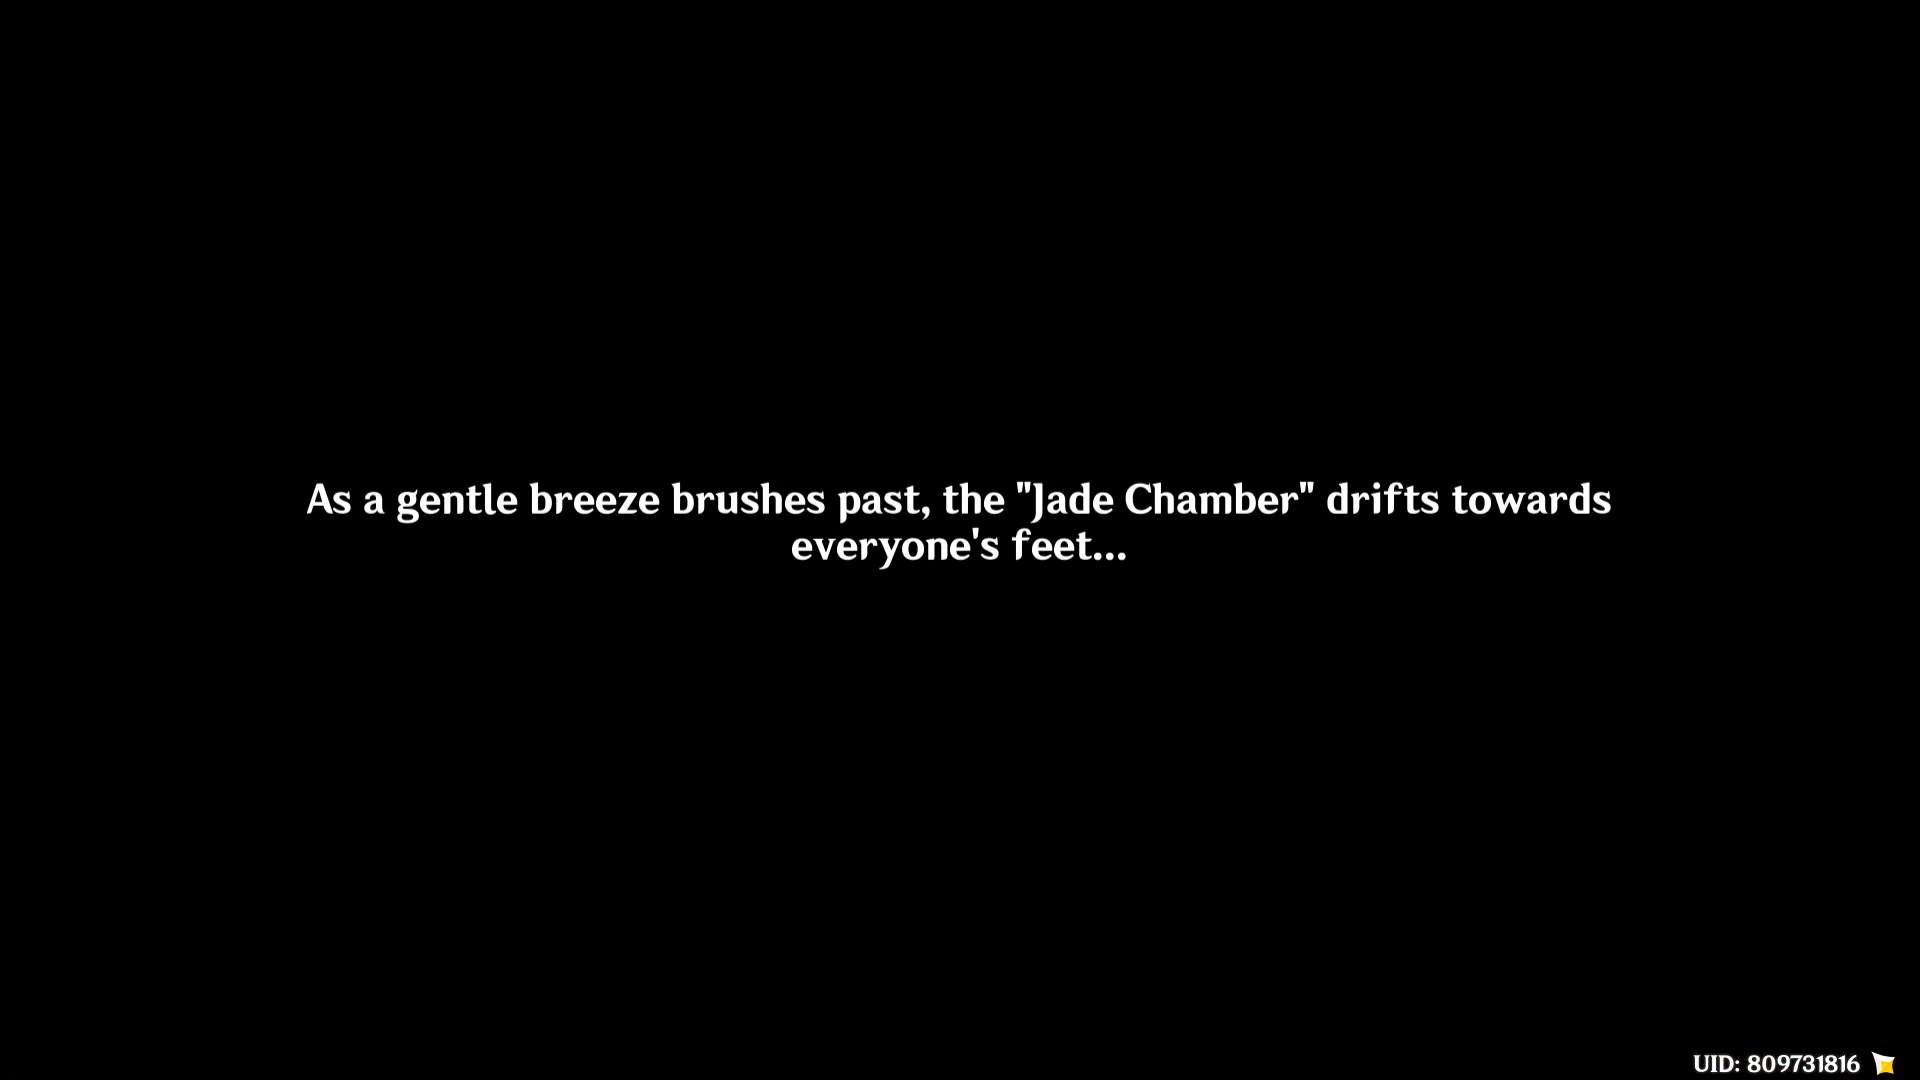 As a gentle breeze brushes past, the "Jade Chamber" drifts towards
everyone's feet...
UID: 809731816